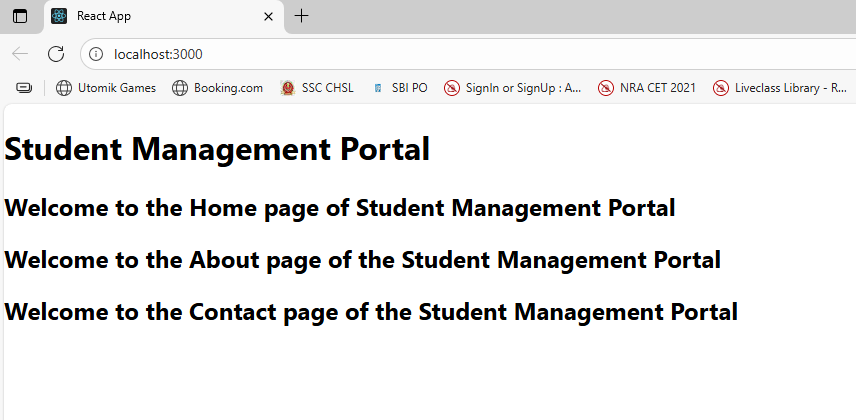 React App
localhost:3000
Utomik Games Booking.com SSC CHSL SBI PO SignIn or SignUp : A... NRA CET 2021 Liveclass Library - R...
Student Management Portal
Welcome to the Home page of Student Management Portal
Welcome to the About page of the Student Management Portal
Welcome to the Contact page of the Student Management Portal